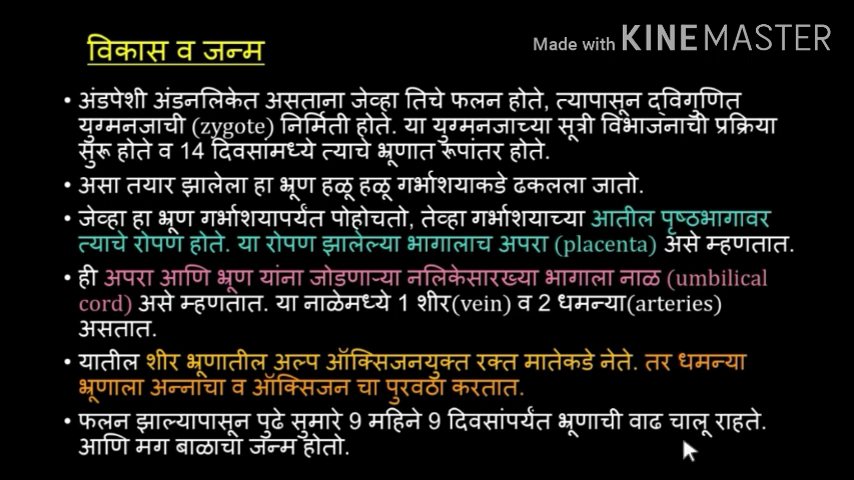 विकास व जन्म
Made with KINEMASTER
• अंडपेशी अंडनलिकेत असताना जेव्हा तिचे फलन होते, त्यापासून द्विगुणित
युग्मनजाची (zygote) निर्मिती होते. या युग्मनजाच्या सूत्री विभाजनाची प्रक्रिया
सुरू होते व 14 दिवसांमध्ये त्याचे भ्रूणात रूपांतर होते.
• असा तयार झालेला हा भ्रूण हळू हळू गर्भाशयाकडे ढकलला जातो.
• जेव्हा हा भ्रूण गर्भाशयापर्यंत पोहोचतो, तेव्हा गर्भाशयाच्या आतील पृष्ठभागावर
त्याचे रोपण होते. या रोपण झालेल्या भागालाच अपरा (placenta) असे म्हणतात.
• ही अपरा आणि भ्रूण यांना जोडणाऱ्या नलिकेसारख्या भागाला नाळ (umbilical
cord) असे म्हणतात. या नाळेमध्ये 1 शीर(vein) व 2 धमन्या(arteries)
असतात.
• यातील शीर भ्रूणातील अल्प ऑक्सिजनयुक्त रक्त मातेकडे नेते. तर धमन्या
भ्रूणाला अन्नाचा व ऑक्सिजन चा पुरवठा करतात.
• फलन झाल्यापासून पुढे सुमारे 9 महिने 9 दिवसांपर्यंत भ्रूणाची वाढ चालू राहते.
आणि मग बाळाचा जन्म होतो.